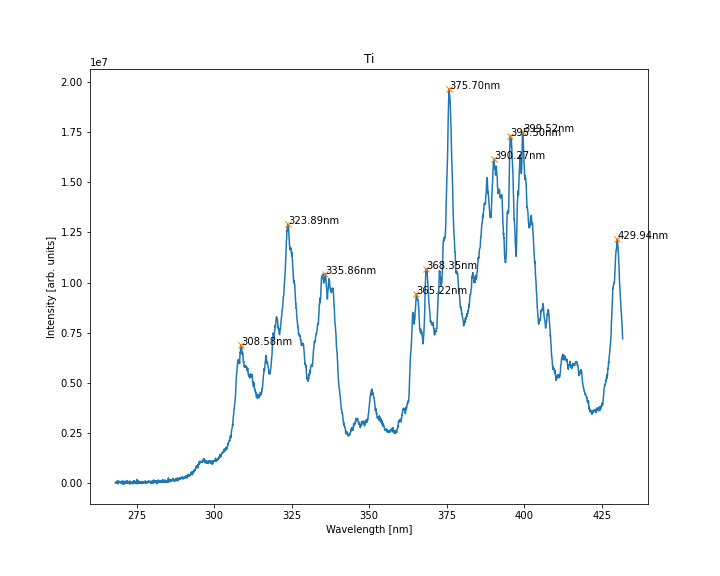 Ti
1e7
2.00
1.75
1.50
1.25
1.00
0.75
0.50
0.25
0.00
Intensity [arb. units]
375.70nm
399.52nm
395.50nm
390.27nm
323.89nm
429.94nm
368.35nm
335.86nm
365.22nm
308.58nm
275 300 325 350 375 400 425
Wavelength [nm]